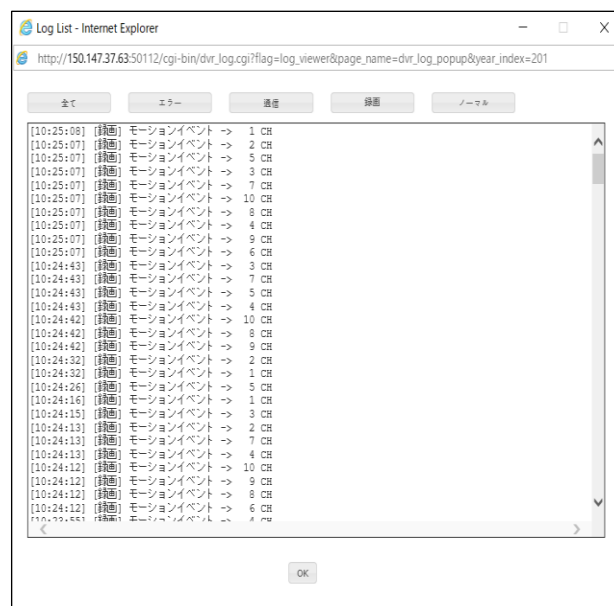 Log List - Internet Explorer
http://150.147.37.63:50112/cgi-bin/dvr_log.cgi?flag=log_viewer&page_name=dvr_log_popup&year_index=201
全て エラー 通信 録画 ノーマル
[10:25:08] [録画] モーションイベント -> 1 CH
[10:25:07] [録画] モーションイベント -> 2 CH
[10:25:07] [録画] モーションイベント -> 5 CH
[10:25:07] [録画] モーションイベント -> 3 CH
[10:25:07] [録画] モーションイベント -> 7 CH
[10:25:07] [録画] モーションイベント -> 10 CH
[10:25:07] [録画] モーションイベント -> 8 CH
[10:25:07] [録画] モーションイベント -> 4 CH
[10:25:07] [録画] モーションイベント -> 9 CH
[10:25:07] [録画] モーションイベント -> 6 CH
[10:24:43] [録画] モーションイベント -> 3 CH
[10:24:43] [録画] モーションイベント -> 7 CH
[10:24:43] [録画] モーションイベント -> 5 CH
[10:24:43] [録画] モーションイベント -> 4 CH
[10:24:42] [録画] モーションイベント -> 10 CH
[10:24:42] [録画] モーションイベント -> 8 CH
[10:24:42] [録画] モーションイベント -> 9 CH
[10:24:32] [録画] モーションイベント -> 2 CH
[10:24:32] [録画] モーションイベント -> 1 CH
[10:24:26] [録画] モーションイベント -> 5 CH
[10:24:16] [録画] モーションイベント -> 1 CH
[10:24:15] [録画] モーションイベント -> 3 CH
[10:24:13] [録画] モーションイベント -> 2 CH
[10:24:13] [録画] モーションイベント -> 7 CH
[10:24:13] [録画] モーションイベント -> 4 CH
[10:24:12] [録画] モーションイベント -> 10 CH
[10:24:12] [録画] モーションイベント -> 9 CH
[10:24:12] [録画] モーションイベント -> 8 CH
[10:24:12] [録画] モーションイベント -> 6 CH
[10:23:55] [録画] モーションイベント -> 4 CH
OK